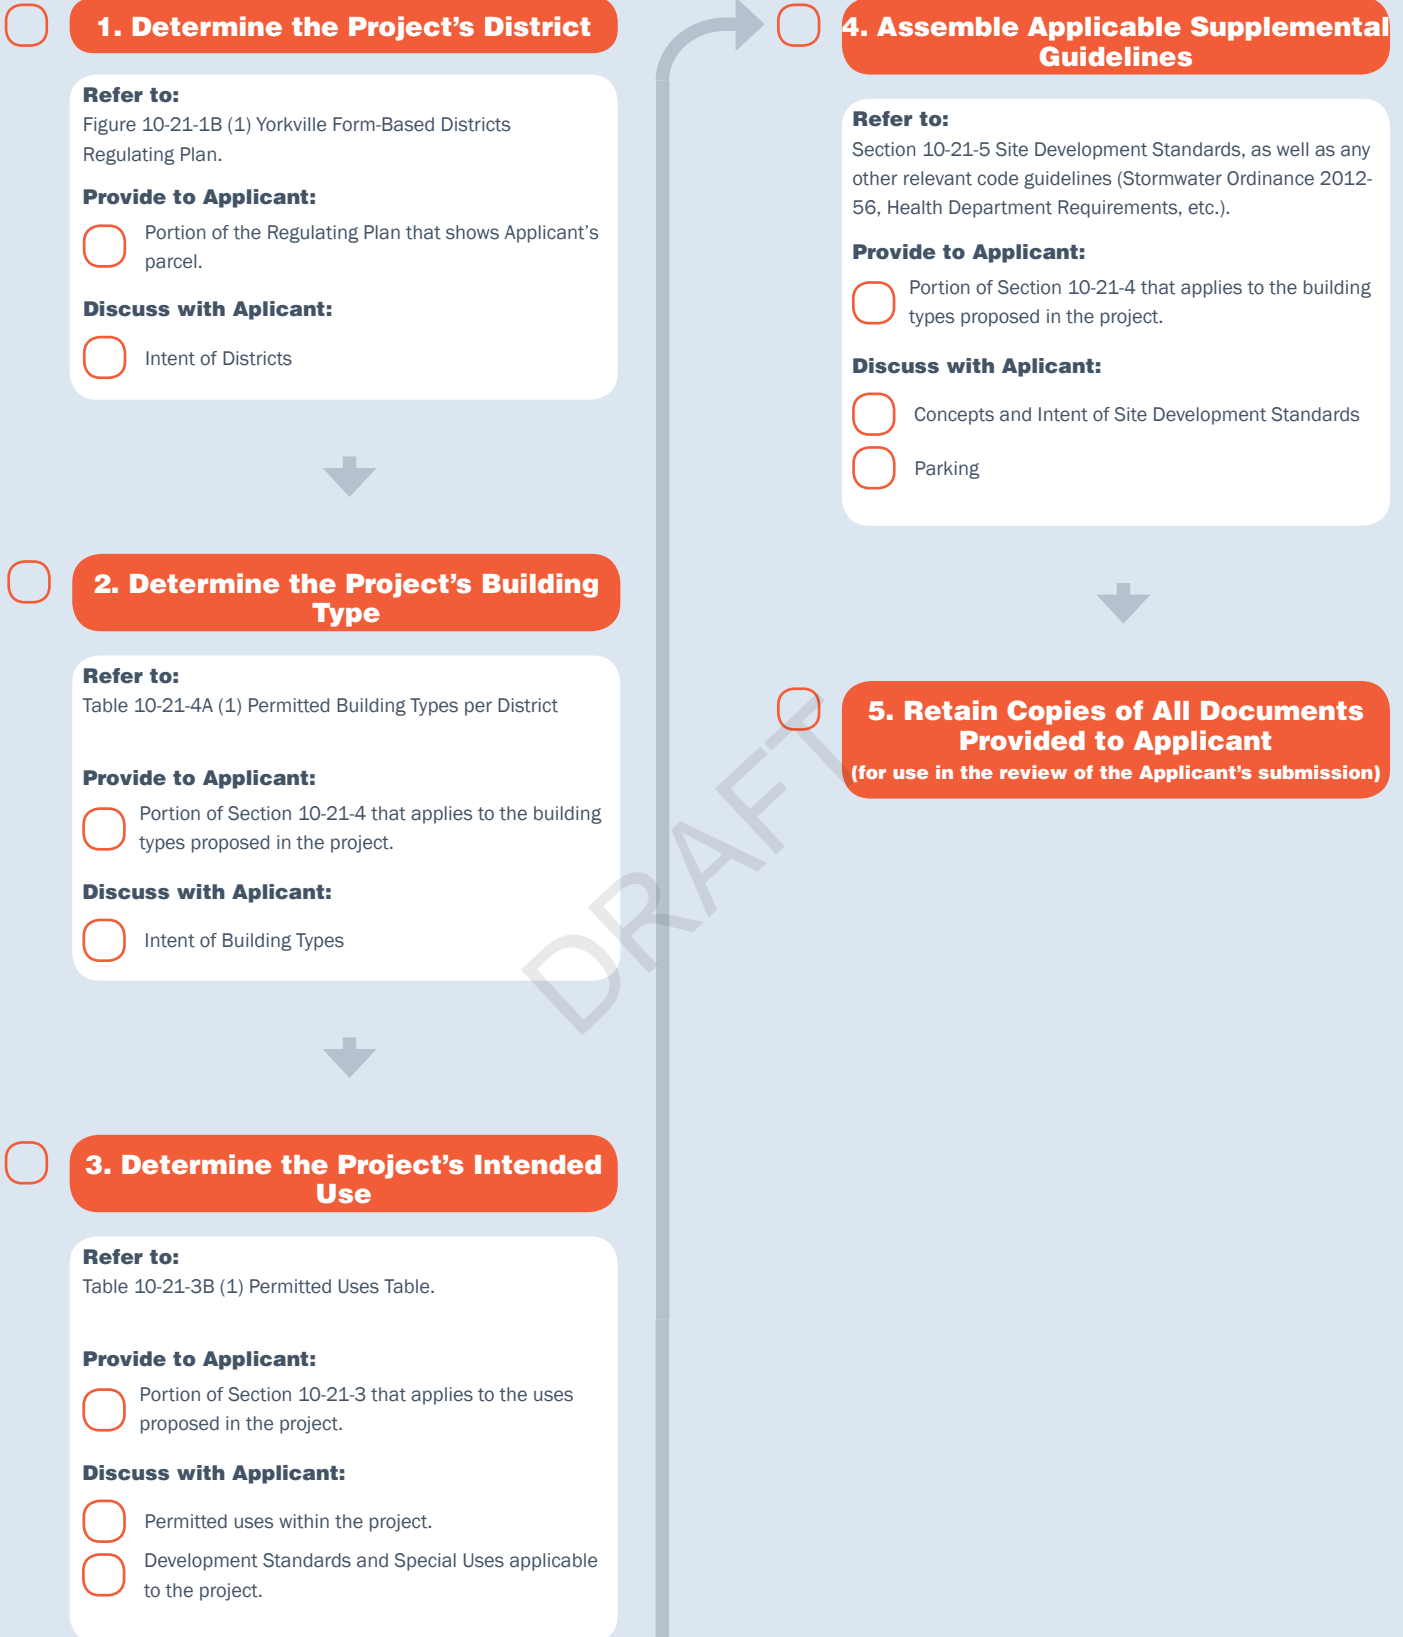 1. Determine the Project's District
Refer to:
Figure 10-21-1B (1) Yorkville Form-Based Districts
Regulating Plan.
Provide to Applicant:
Portion of the Regulating Plan that shows Applicant's
parcel.
Discuss with Aplicant:
Intent of Districts
2. Determine the Project's Building
Type
Refer to:
Table 10-21-4A (1) Permitted Building Types per District
Provide to Applicant:
Portion of Section 10-21-4 that applies to the building
types proposed in the project.
Discuss with Aplicant:
Intent of Building Types
3. Determine the Project's Intended
Use
Refer to:
Table 10-21-3B (1) Permitted Uses Table.
Provide to Applicant:
Portion of Section 10-21-3 that applies to the uses
proposed in the project.
Discuss with Applicant:
Permitted uses within the project.
Development Standards and Special Uses applicable
to the project.
4. Assemble Applicable Supplemental
Guidelines
Refer to:
Section 10-21-5 Site Development Standards, as well as any
other relevant code guidelines (Stormwater Ordinance 2012-
56, Health Department Requirements, etc.).
Provide to Applicant:
Portion of Section 10-21-4 that applies to the building
types proposed in the project.
Discuss with Aplicant:
Concepts and Intent of Site Development Standards
Parking
5. Retain Copies of All Documents
Provided to Applicant
(for use in the review of the Applicant's submission)
DRAFT